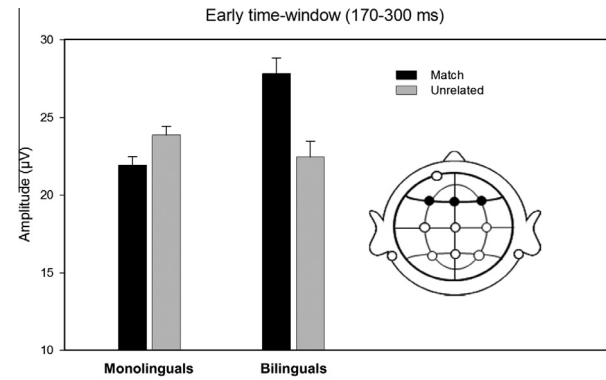 Early time-window (170-300 ms)
Amplitude (µV)
30
25
20
15
10
Match
Unrelated
Monolinguals
Bilinguals